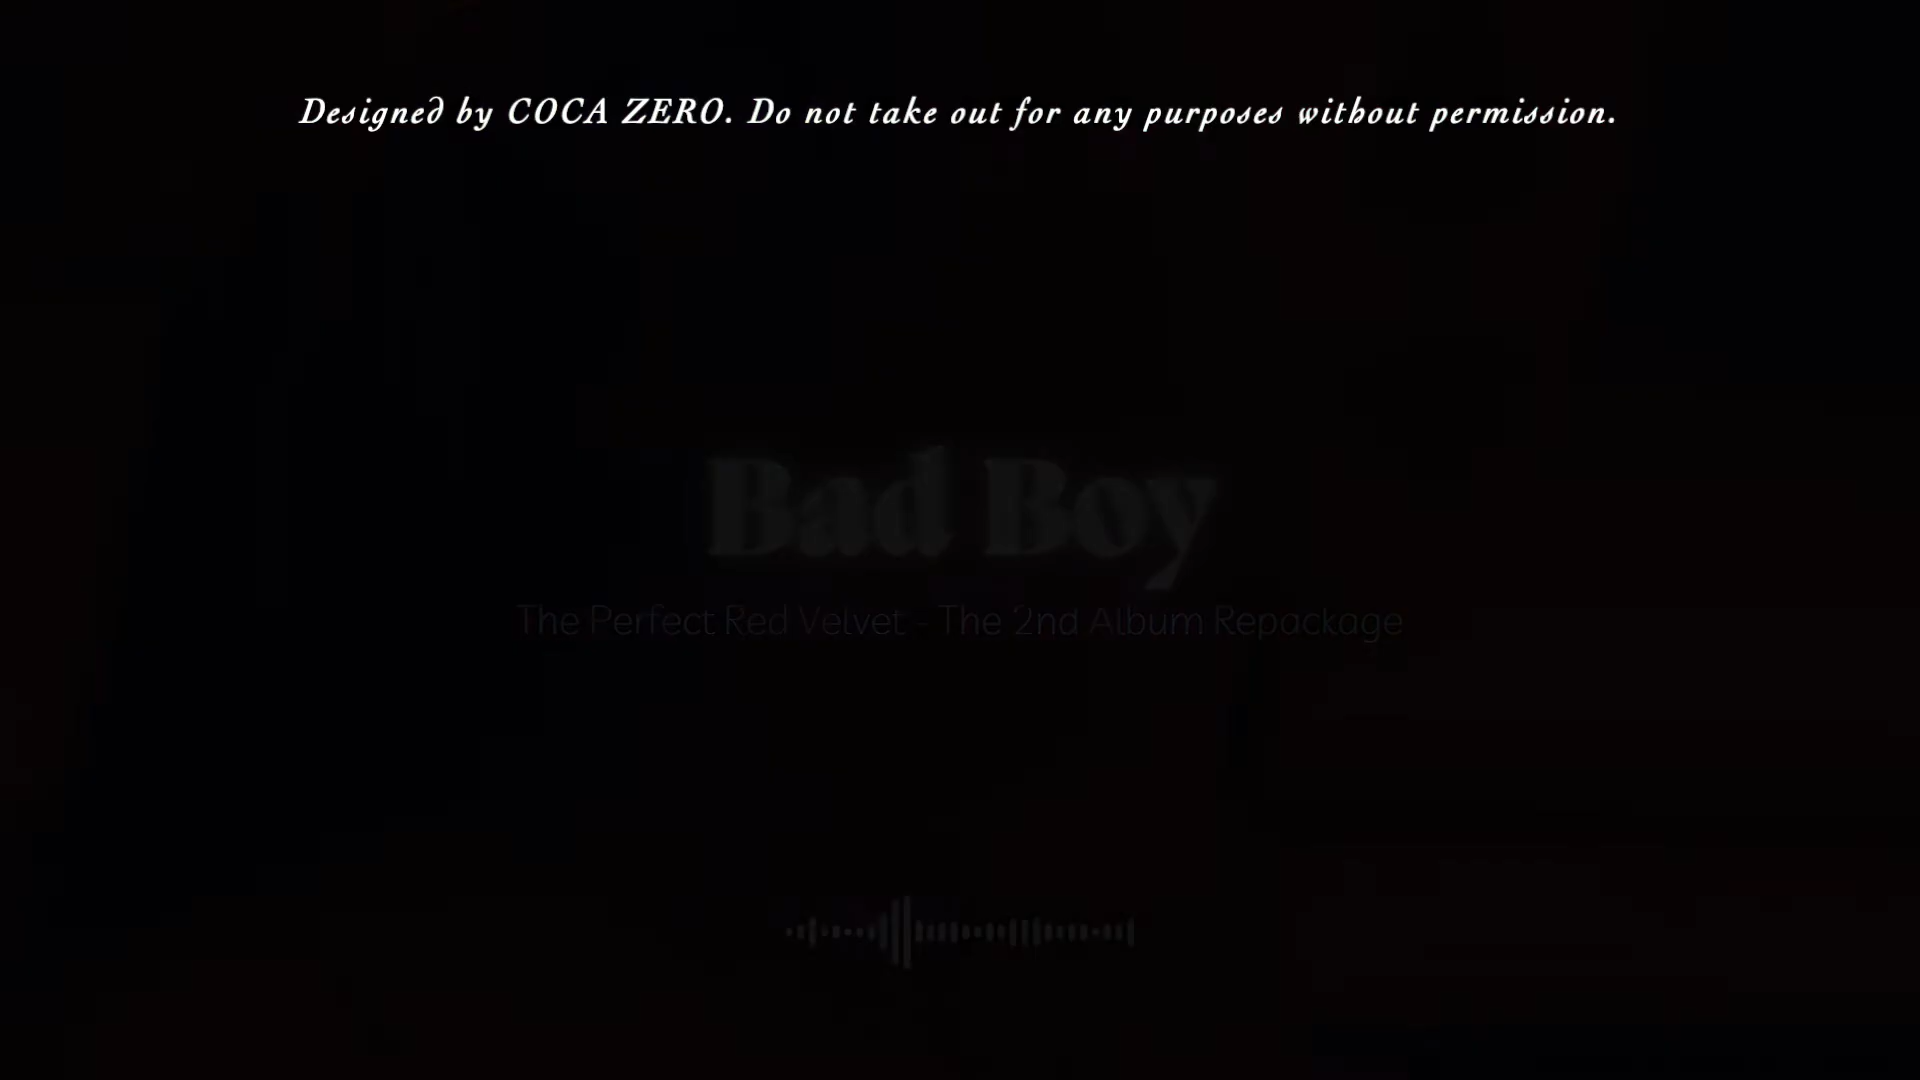 Designed by COCA ZERO. Do not take out for any purposes without permission.
Bad Boy
The Perfect Red Velvet - The 2nd Album Repackage